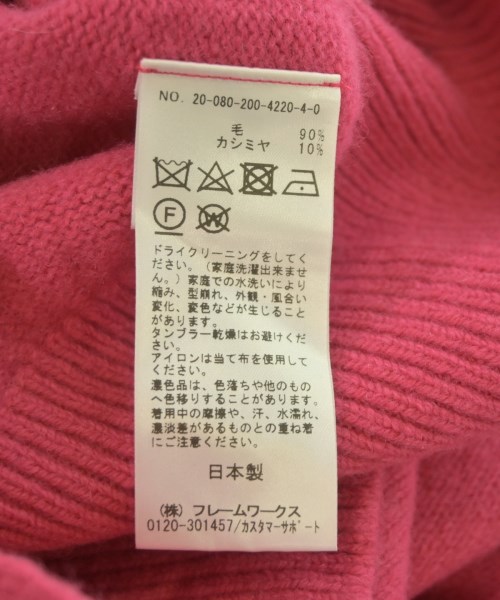 NO. 20-080-200-4220-4-0
毛 90%
カシミヤ 10%
F
W
ドライクリーニングをしてく
ださい。(家庭洗濯出来ませ
ん。)家庭での水洗いにより
縮み、型崩れ、外観・風合い
変化、変色などが生じること
があります。
タンブラー乾燥はお避けくだ
さい。
アイロンは当て布を使用して
ください。
濃色品は、色落ちや他のもの
へ色移りすることがあります。
着用中の摩擦や、汗、水濡れ、
濃淡差があるものとの重ね着
にご注意ください。
日本製
(株) フレームワークス
0120-301457/カスタマーサポート